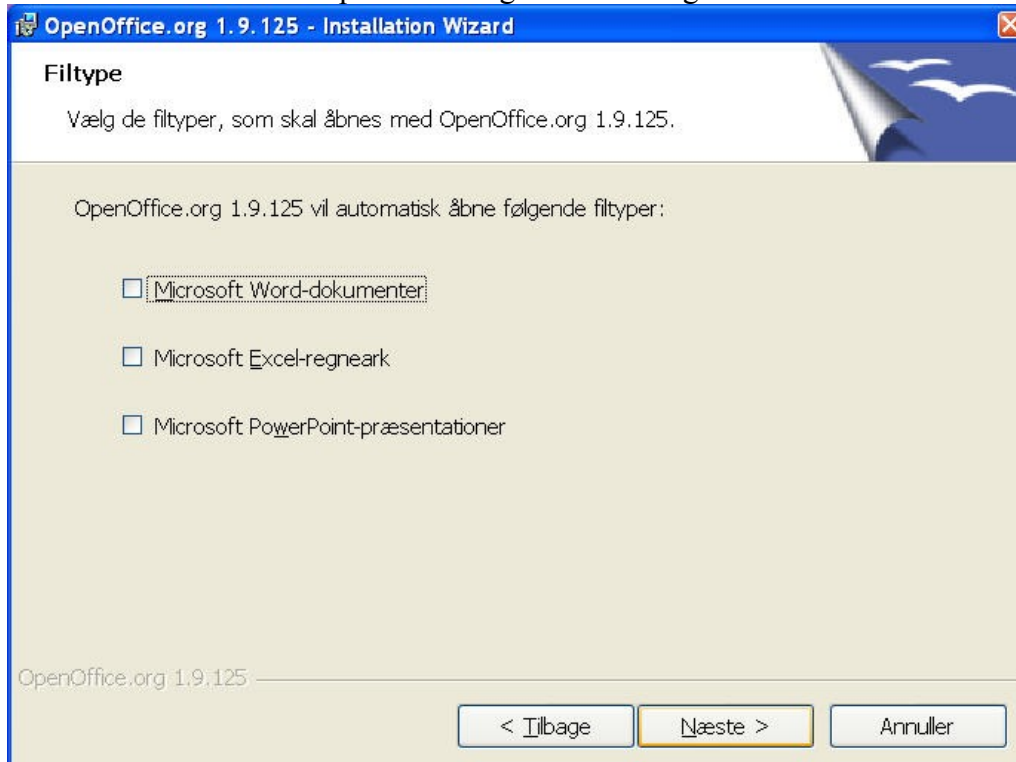 OpenOffice.org 1.9.125 - Installation Wizard
Filtype
Vælg de filtyper, som skal åbnes med OpenOffice.org 1.9.125.
OpenOffice.org 1.9.125 vil automatisk åbne følgende filtyper:
Microsoft Word-dokumenter
Microsoft Excel-regneark
Microsoft PowerPoint-præsentationer
OpenOffice.org 1.9.125
< Tilbage Næste > Annuller